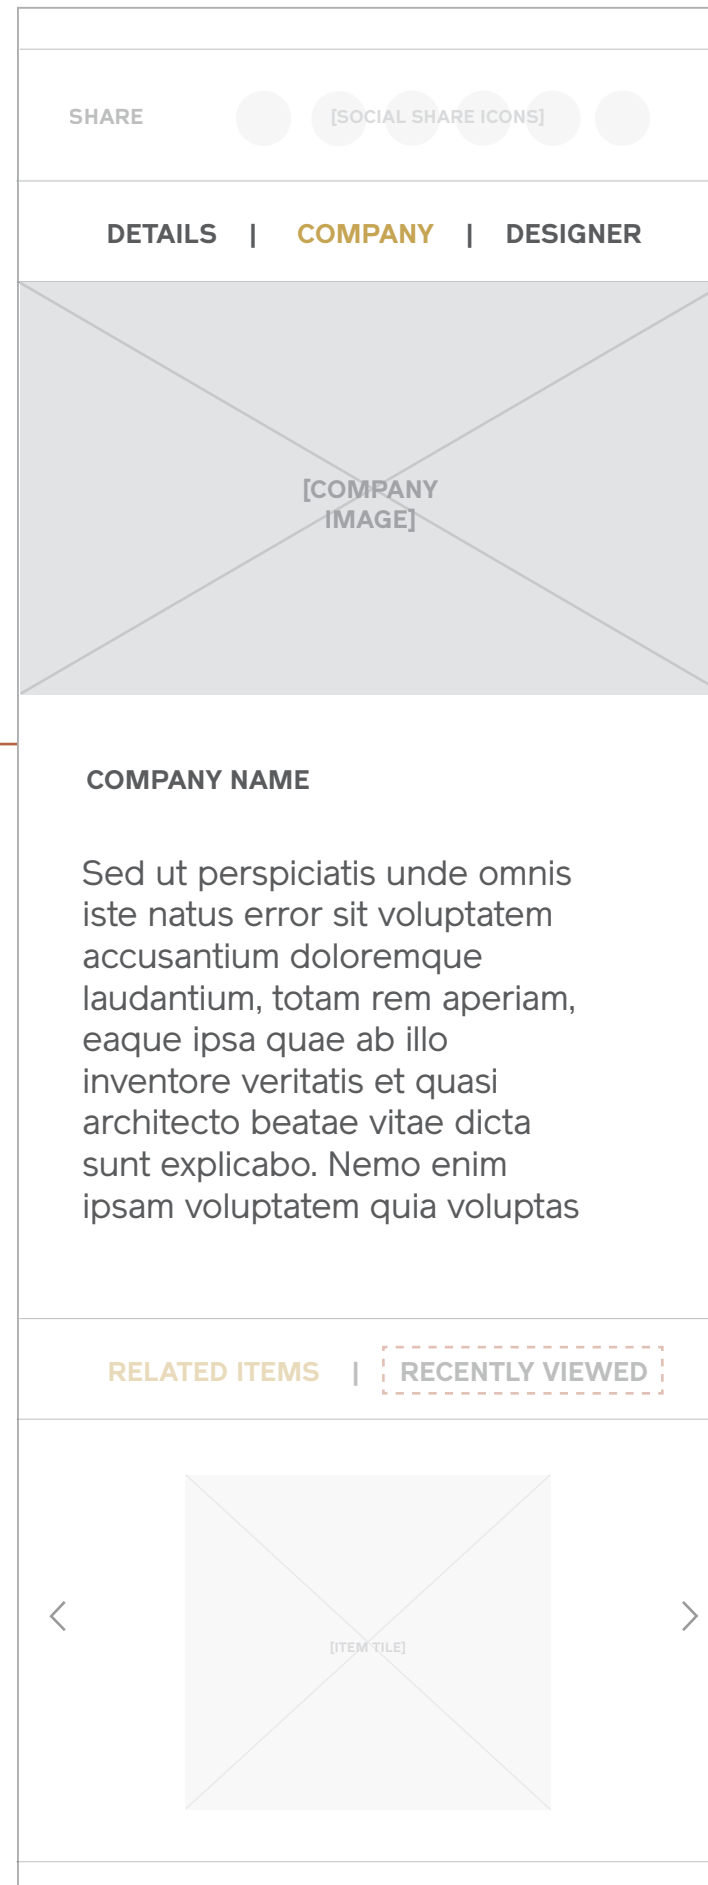 SHARE [SOCIAL SHARE ICONS]
DETAILS | COMPANY | DESIGNER
[COMPANY
IMAGE]
COMPANY NAME
Sed ut perspiciatis unde omnis
iste natus error sit voluptatem
accusantium doloremque
laudantium, totam rem aperiam,
eaque ipsa quae ab illo
inventore veritatis et quasi
architecto beatae vitae dicta
sunt explicabo. Nemo enim
ipsam voluptatem quia voluptas
RELATED ITEMS | RECENTLY VIEWED
[ITEM TILE]